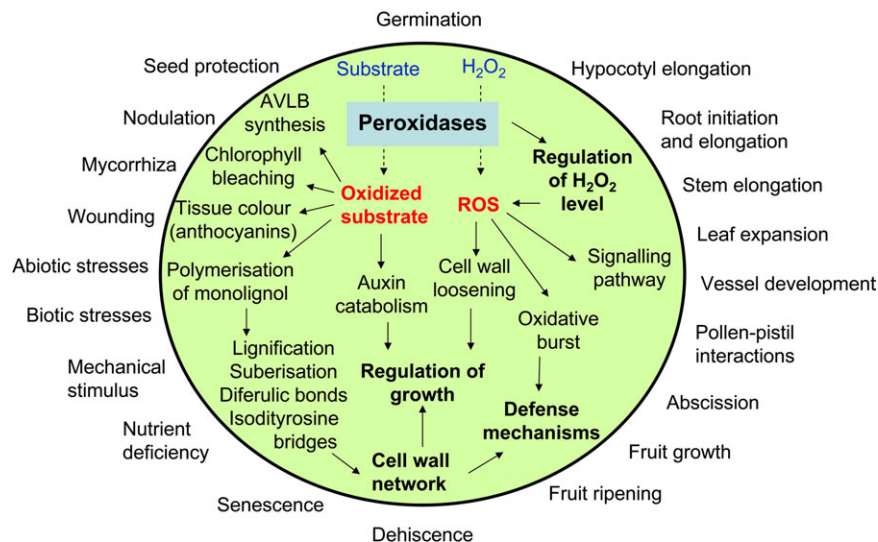 Germination
Seed protection
Substrate
H₂O₂
Hypocotyl elongation
AVLB
synthesis
Nodulation
Peroxidases
Root initiation
and elongation
Chlorophyll
bleaching
Mycorrhiza
Regulation
of H₂O₂
level
Oxidized
substrate
ROS
Stem elongation
Tissue colour
(anthocyanins)
Wounding
Leaf expansion
Signalling
pathway
Abiotic stresses
Polymerisation
of monolignol
Auxin
catabolism
Cell wall
loosening
Vessel development
Biotic stresses
Oxidative
burst
Pollen-pistil
interactions
Mechanical
stimulus
Lignification
Suberisation
Diferulic bonds
Isodityrosine
bridges
Regulation of
growth
Defense
mechanisms
Abscission
Nutrient
deficiency
Cell wall
network
Fruit growth
Senescence
Fruit ripening
Dehiscence